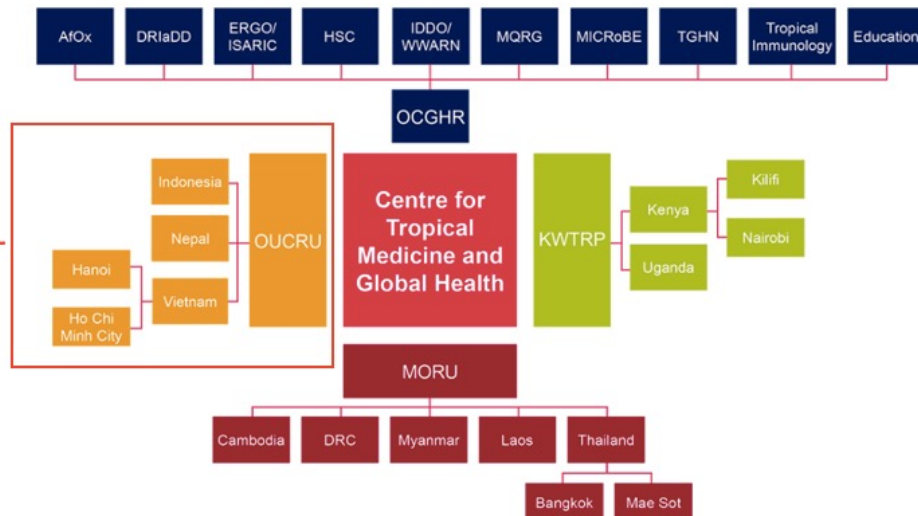 AfOx
DRIaDD
ERGO/
ISARIC
HSC
IDDO/
WWARN
MQRG
MICRoBE
TGHN
Tropical
Immunology
Education
OCGHR
Indonesia
Nepal
Hanoi
Vietnam
Ho Chi
Minh City
OUCRU
Centre for
Tropical
Medicine and
Global Health
KWTRP
Kenya
Uganda
Kilifi
Nairobi
MORU
Cambodia
DRC
Myanmar
Laos
Thailand
Bangkok
Mae Sot